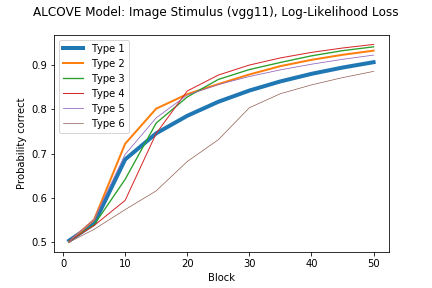 ALCOVE Model: Image Stimulus (vgg11), Log-Likelihood Loss
Type 1
Type 2
Type 3
Type 4
Type 5
Type 6
Probability correct
0.9
0.8
0.7
0.6
0.5
0 10 20 30 40 50
Block